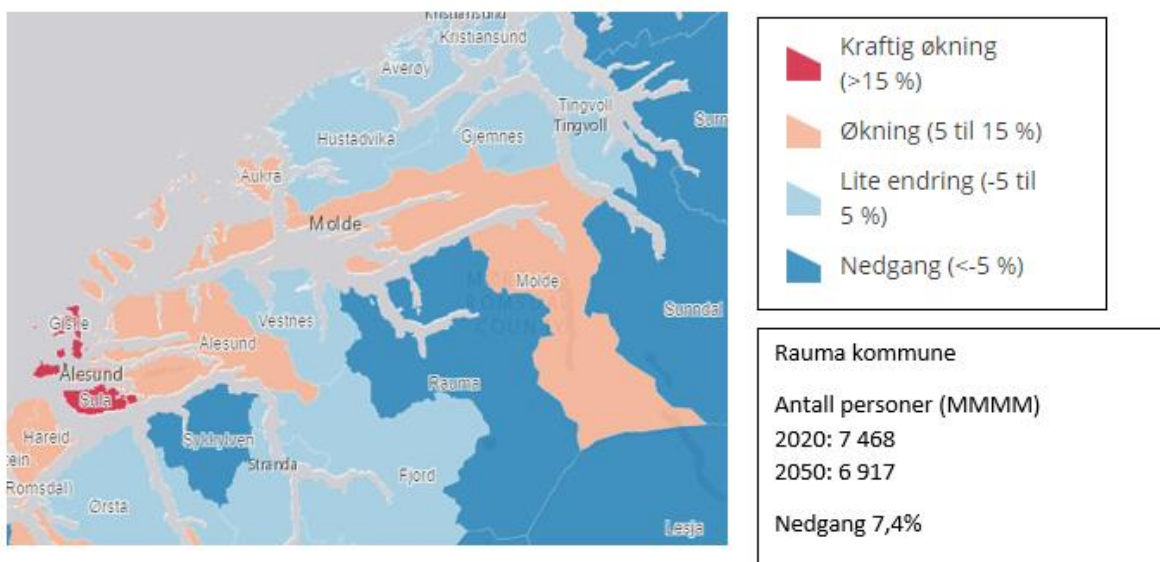 Kristiansund
Kristiansund
Averøy
Tingvoll
Tingvoll
Hustadvika
Gjemnes
Aukra
Molde
Molde
Sunndal
Giske
Vestnes
Ålesund
Ålesund
Sula
Rauma
Hareid
Sykkylven
Stranda
Fjord
Romsdal)
Ørsta
Lesja
COUNTY
Kraftig økning
(>15 %)
Økning (5 til 15 %)
Lite endring (-5 til
5 %)
Nedgang (<-5 %)
Rauma kommune
Antall personer (MMMM)
2020: 7 468
2050: 6 917
Nedgang 7,4%